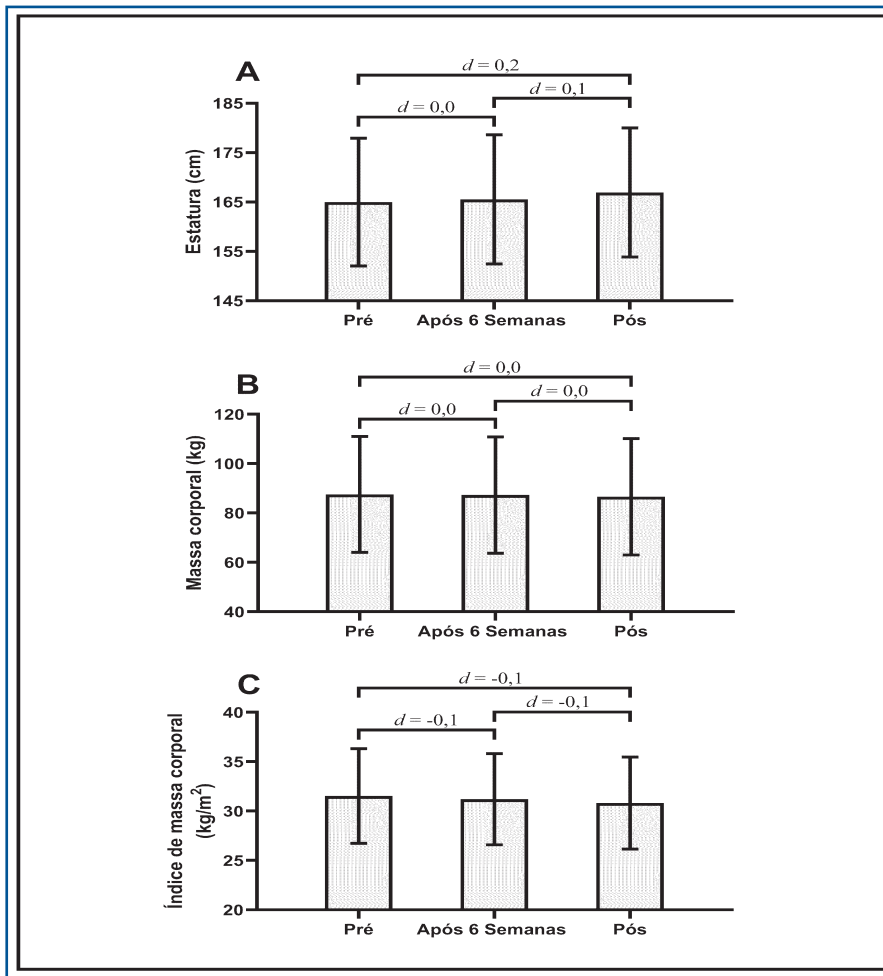 A
d = 0,2
d = 0,0
d = 0,1
Estatura (cm)
185
175
165
155
145
Pré
Após 6 Semanas
Pós
B
d = 0,0
d = 0,0
d = 0,0
Massa corporal (kg)
120
100
80
60
40
Pré
Após 6 Semanas
Pós
C
d = -0,1
d = -0,1
d = -0,1
Índice de massa corporal
(kg/m²)
40
35
30
25
20
Pré
Após 6 Semanas
Pós